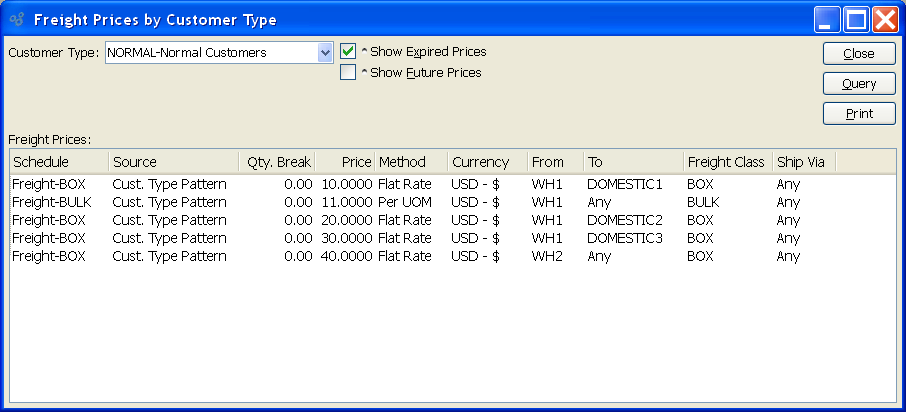 Freight Prices by Customer Type
Customer Type: NORMAL-Normal Customers ^ Show Expired Prices Close
^ Show Future Prices
Query
Print
Freight Prices:
Schedule Source Qty. Break Price Method Currency From To Freight Class Ship Via
Freight-BOX Cust. Type Pattern 0.00 10.0000 Flat Rate USD - $ WH1 DOMESTIC1 BOX Any
Freight-BULK Cust. Type Pattern 0.00 11.0000 Per UOM USD - $ WH1 Any BULK Any
Freight-BOX Cust. Type Pattern 0.00 20.0000 Flat Rate USD - $ WH1 DOMESTIC2 BOX Any
Freight-BOX Cust. Type Pattern 0.00 30.0000 Flat Rate USD - $ WH1 DOMESTIC3 BOX Any
Freight-BOX Cust. Type Pattern 0.00 40.0000 Flat Rate USD - $ WH2 Any BOX Any